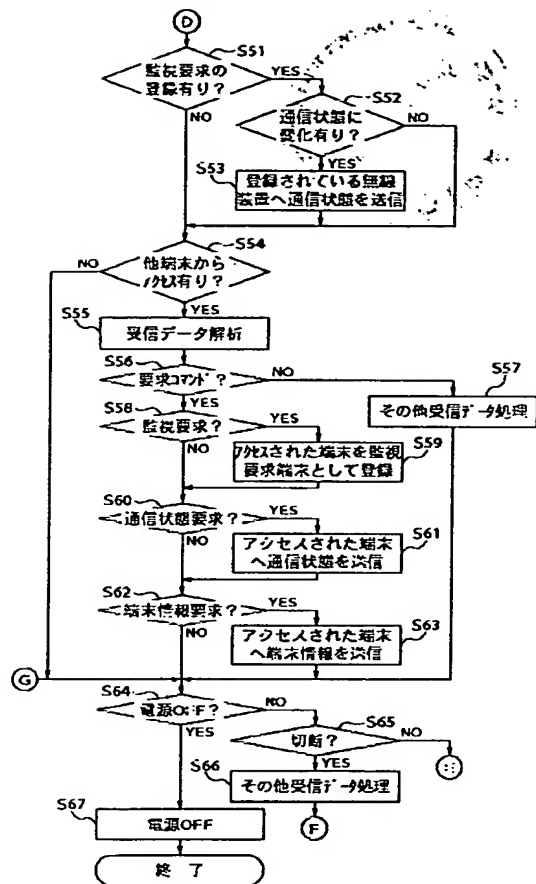 D
S51
監視要求の
登録有り？
YES
NO
S52
通信状態に
変化有り？
NO
YES
S53
登録されている無線
装置へ通信状態を送信
S54
他端末から
アクセス有り？
NO
YES
S55
受信データ解析
S56
要求コマンド？
NO
YES
S57
その他受信データ処理
S58
監視要求？
YES
NO
S59
アクセスされた端末を監視
要求端末として登録
S60
通信状態要求？
YES
NO
S61
アクセスされた端末
へ通信状態を送信
S62
端末情報要求？
YES
NO
S63
アクセスされた端末
へ端末情報を送信
G
S64
電源OFF？
NO
YES
S65
切断？
NO
YES
S66
その他受信データ処理
F
S67
電源OFF
終了